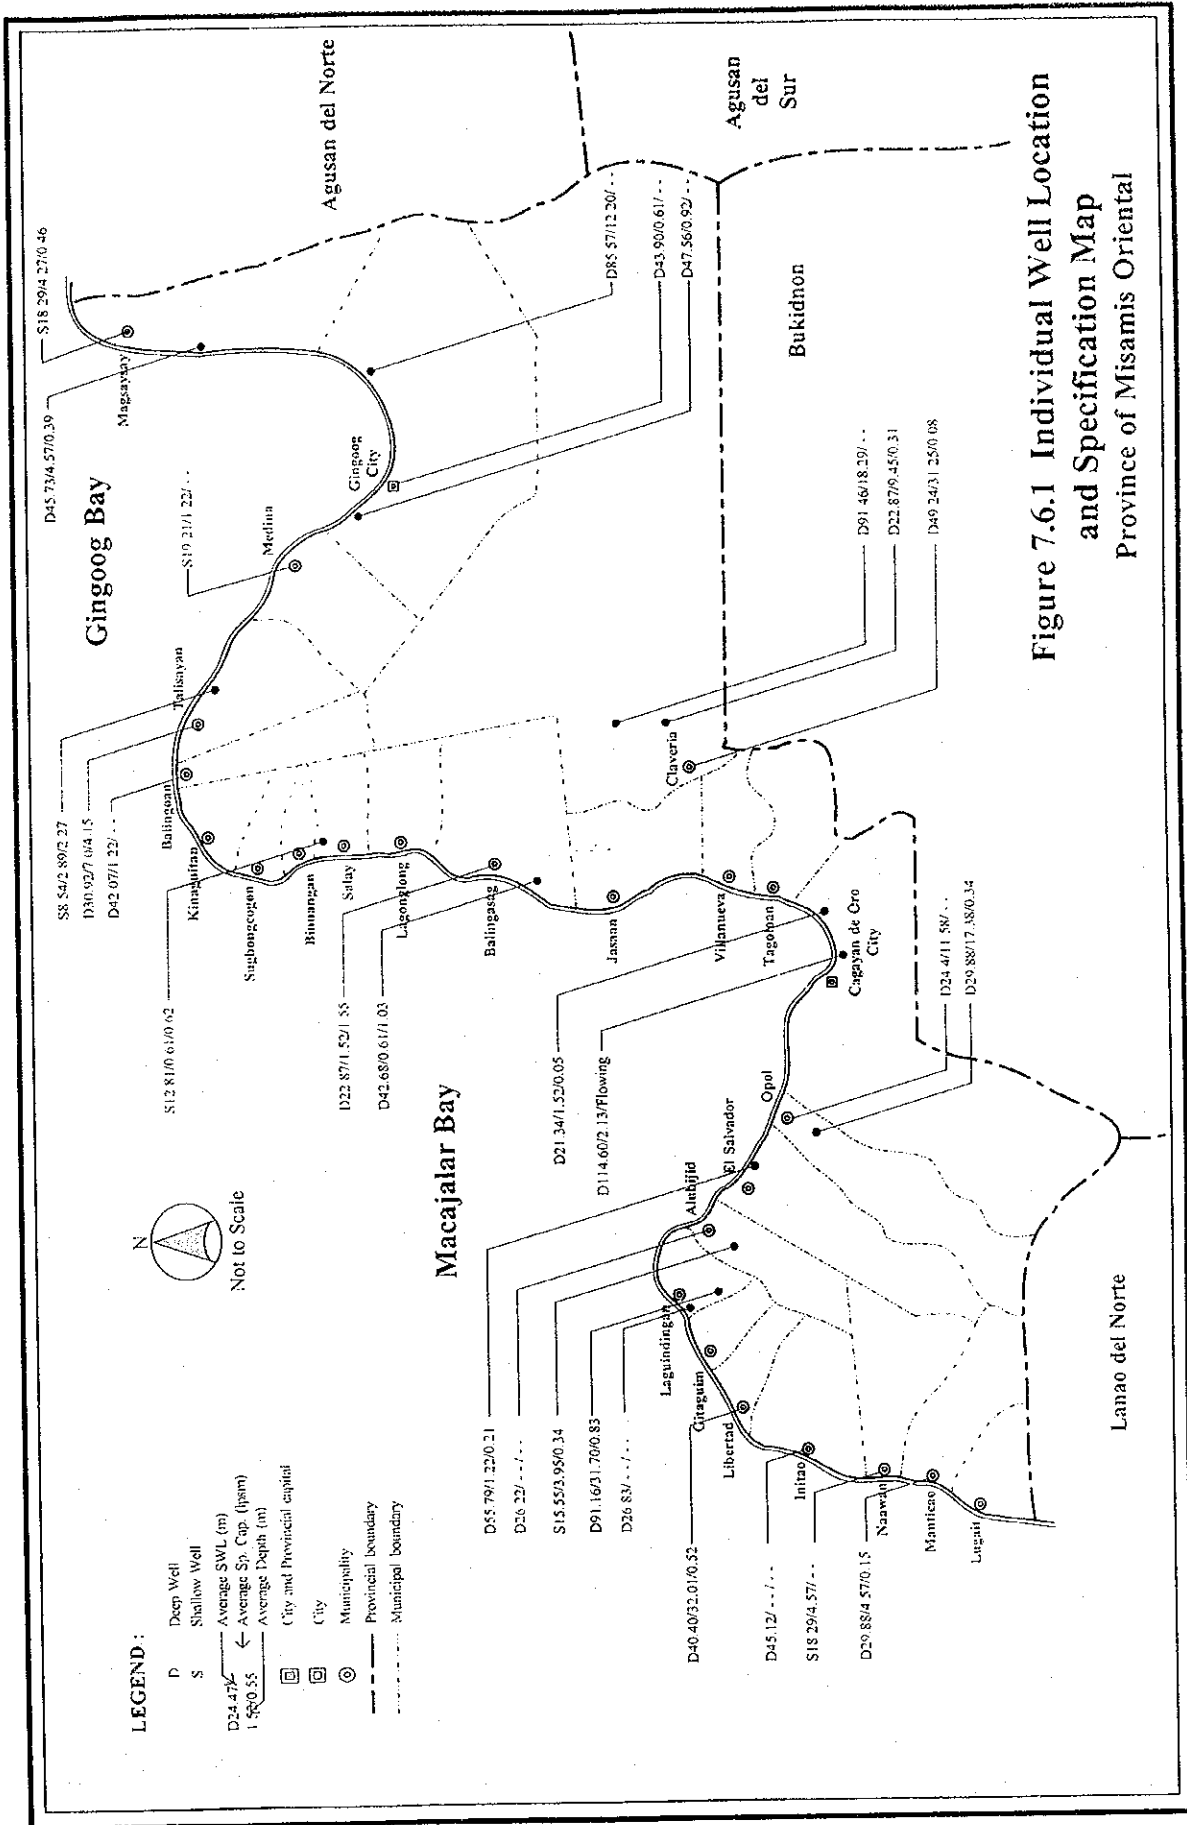 Figure 7.6.1 Individual Well Location
and Specification Map
Province of Misamis Oriental
LEGEND :
D Deep Well
S Shallow Well
D24.47
Average SWL (m)
Average Sp. Cap. (lpsm)
Average Depth (m)
City and Provincial capital
City
Municipality
Provincial boundary
Municipal boundary
N
Not to Scale
Gingoog Bay
Macajalar Bay
Agusan del Norte
Agusan
del
Sur
Bukidnon
Lanao del Norte
S18 29/4 27/0 46
D45.73/4.57/0.39
S19 21/1 22/- -
S8 54/2 89/2 27
D30.92/7 0/4.15
D42 07/1 22/- -
S12 81/0 61/0 62
D22 87/1.52/1 55
D42.68/0.61/1.03
D21.34/1.52/0.05
D114.60/2.13/Flowing
D55.79/1.22/0.21
D26 22/- -/- -
S15.55/3.95/0.34
D91.16/31.70/0.83
D26 83/- -/- -
D40.40/32.01/0.52
D45.12/- -/- -
S18 29/4.57/- -
D29.88/4 57/0.15
D85 57/12 20/- -
D43.90/0.61/- -
D47.56/0.92/- -
D91 46/18.29/- -
D22.87/9.45/0.31
D49 24/31 25/0 08
D24.4/11 58/- -
D29.88/17.38/0.34
Magsaysay
Gingoog
City
Medina
Talisayan
Balingoan
Kinaguitan
Sugbongcogon
Binuangan
Salay
Lagonglong
Balingasag
Jasaan
Claveria
Villanueva
Tagoloan
Cagayan de Oro
City
Opol
El Salvador
Alubijid
Laguindingan
Gitaguim
Libertad
Initao
Naawan
Manticao
Lugait